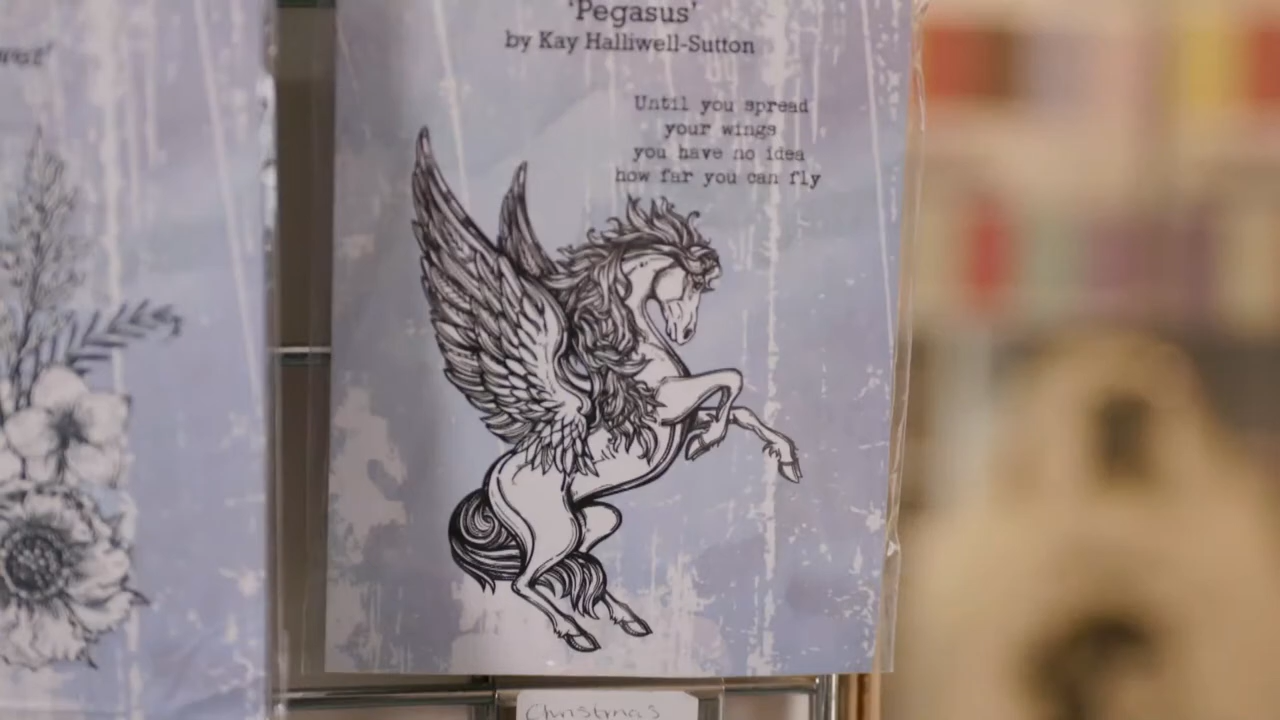 'Pegasus'
by Kay Halliwell-Sutton
Until you spread
your wings
you have no idea
how far you can fly
Christmas